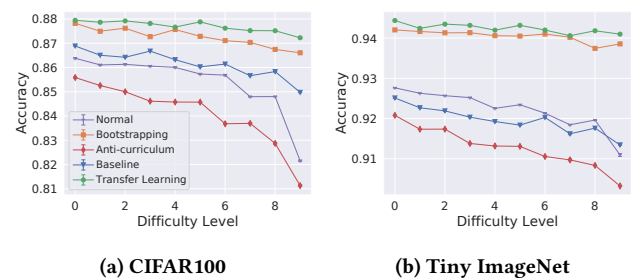 0.88
0.87
0.86
0.85
0.84
0.83
0.82
0.81
Accuracy
Normal
Bootstrapping
Anti-curriculum
Baseline
Transfer Learning
0 2 4 6 8
Difficulty Level
(a) CIFAR100
0.94
0.93
0.92
0.91
Accuracy
0 2 4 6 8
Difficulty Level
(b) Tiny ImageNet